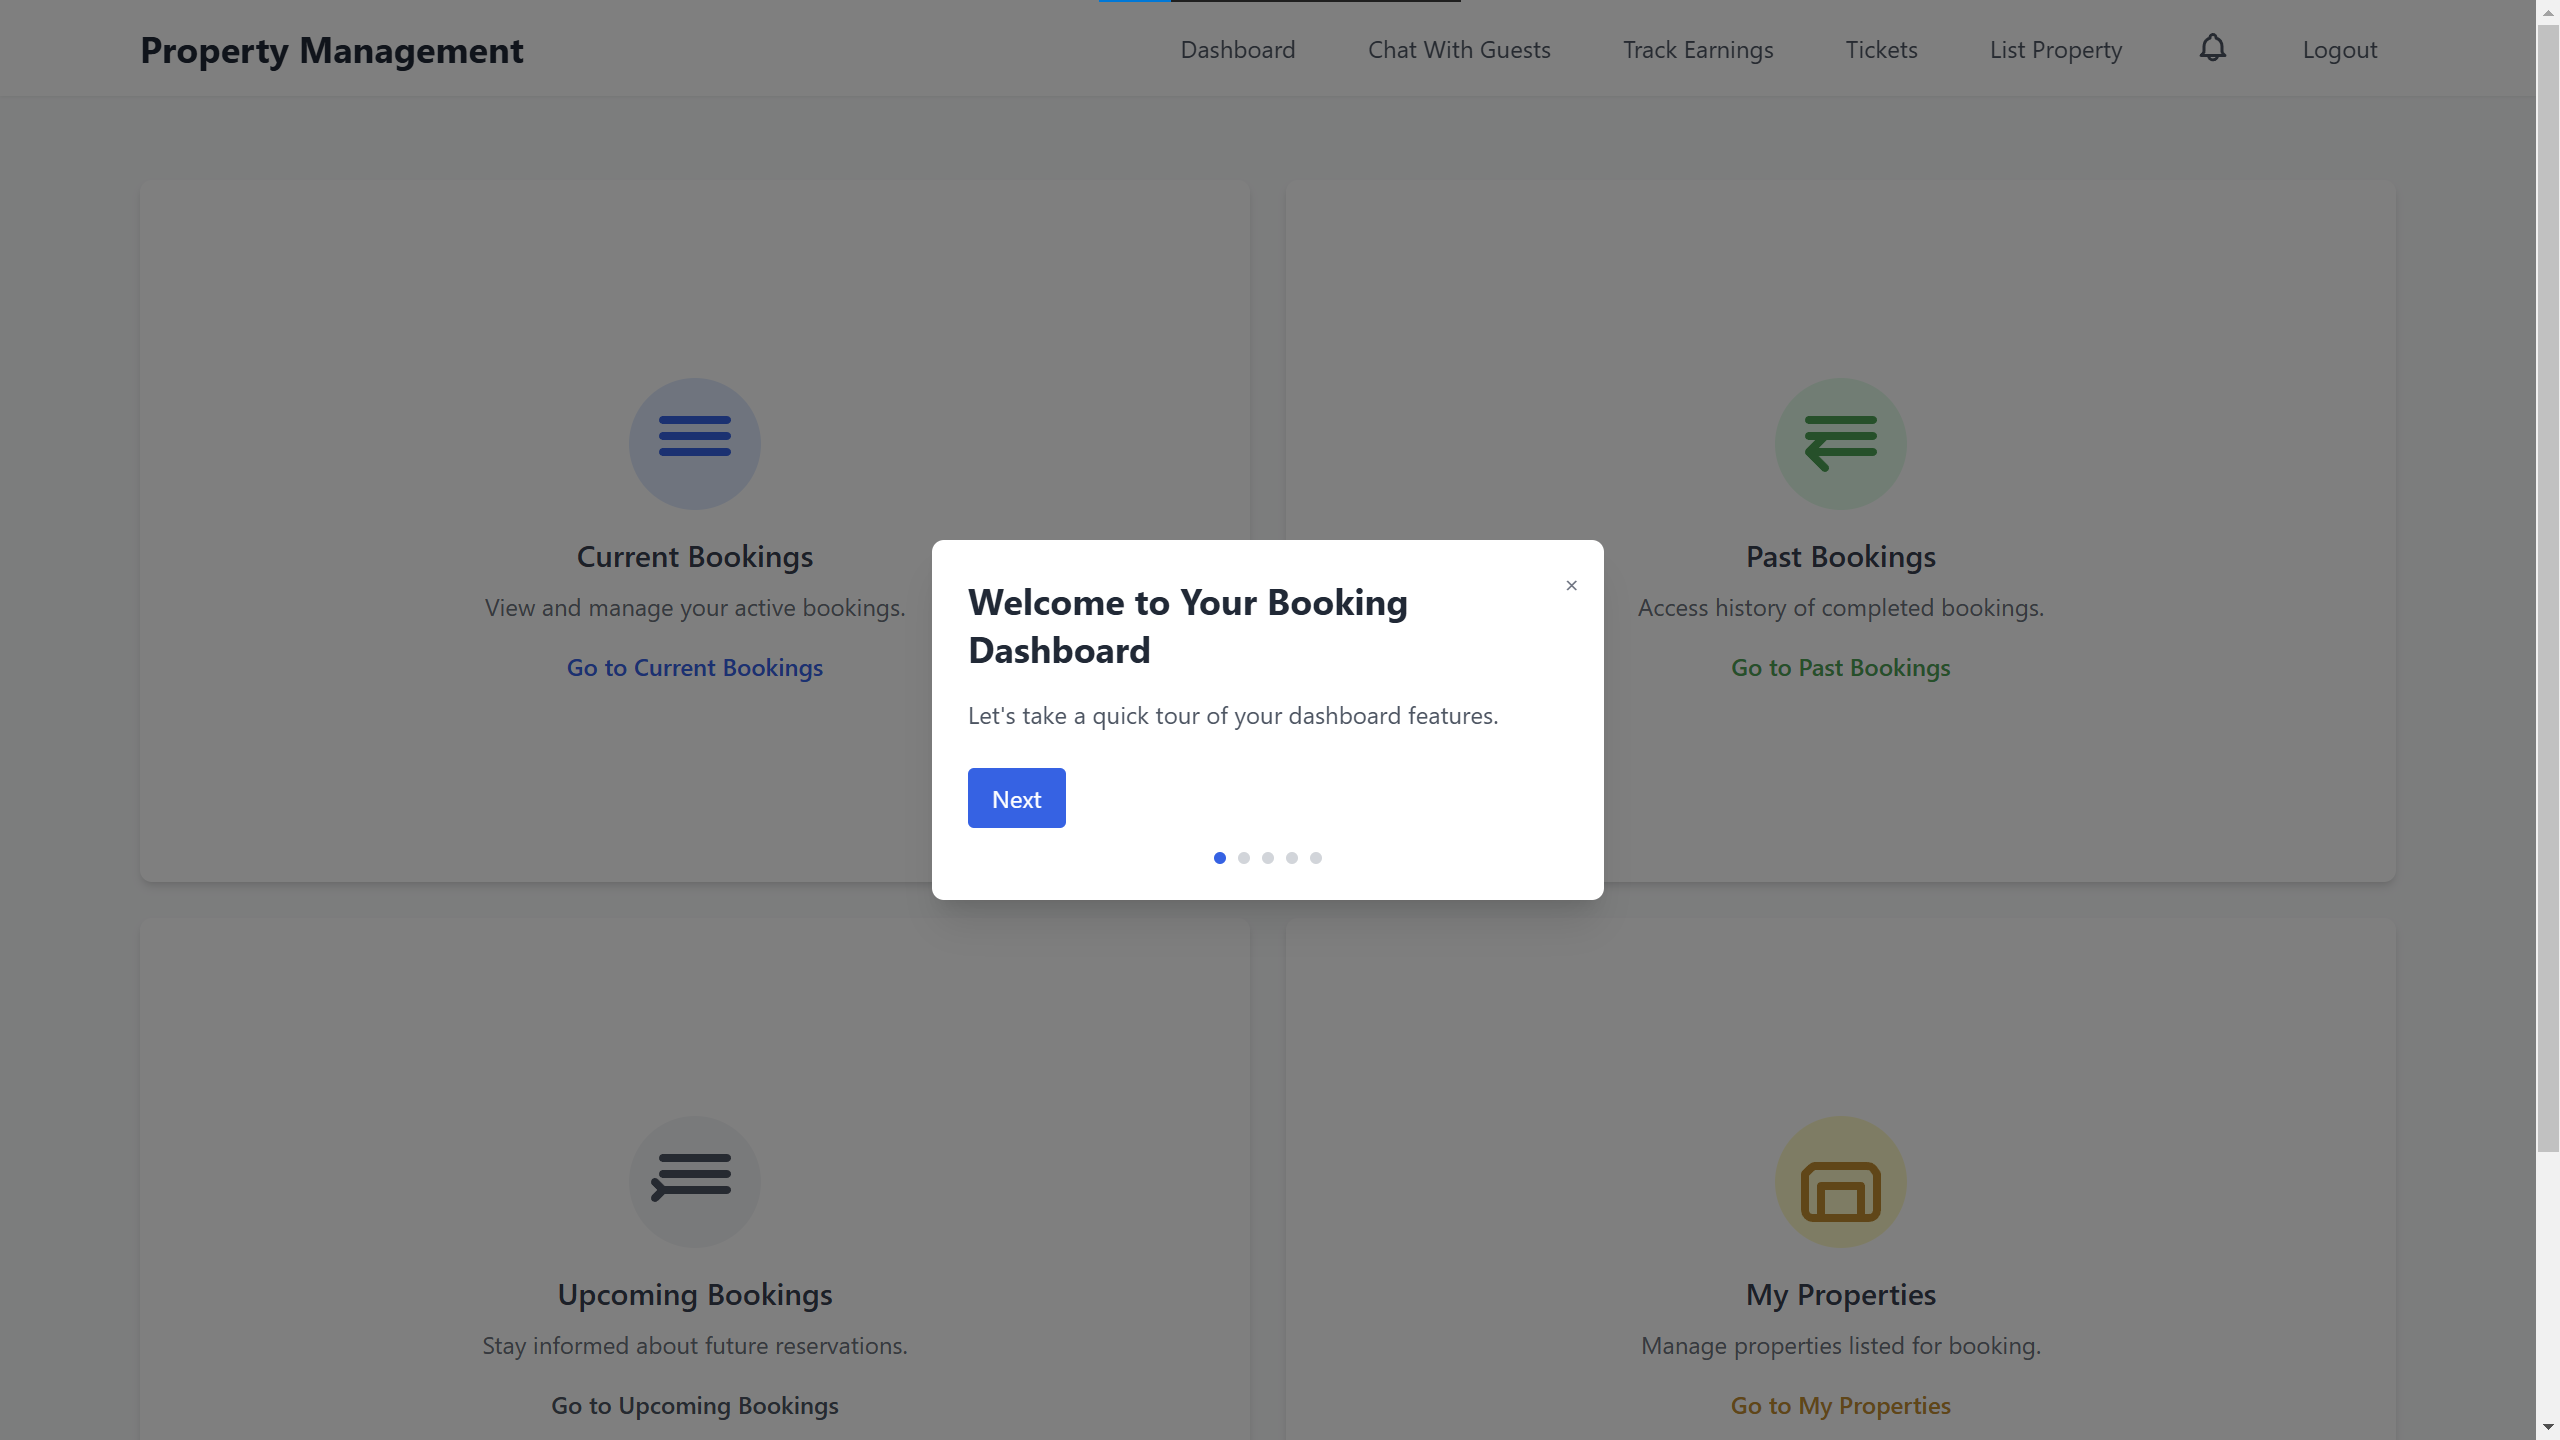 Property Management
Dashboard
Chat With Guests
Track Earnings
Tickets
List Property
Logout
Current Bookings
View and manage your active bookings.
Go to Current Bookings
Past Bookings
Access history of completed bookings.
Go to Past Bookings
Welcome to Your Booking
Dashboard
×
Let's take a quick tour of your dashboard features.
Next
Upcoming Bookings
Stay informed about future reservations.
Go to Upcoming Bookings
My Properties
Manage properties listed for booking.
Go to My Properties